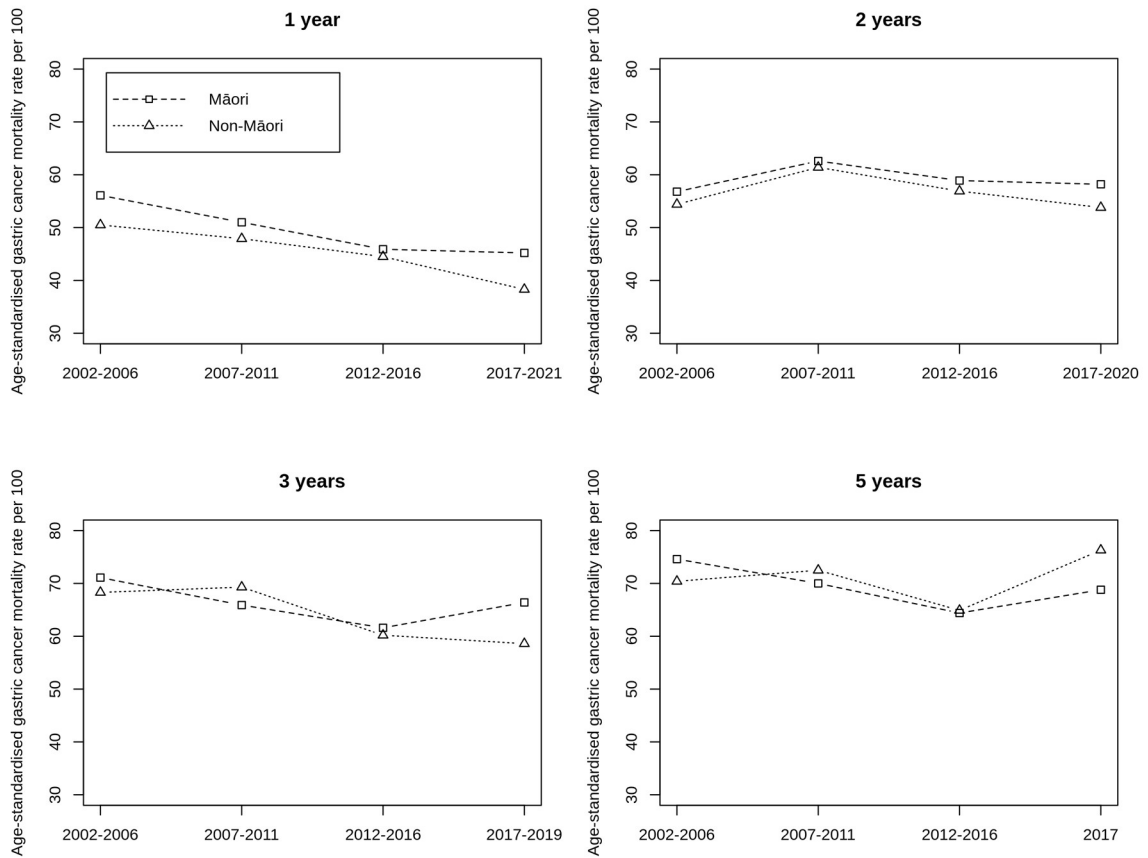 1 year
Age-standardised gastric cancer mortality rate per 100
80
70
60
50
40
30
Māori
Non-Māori
2002-2006 2007-2011 2012-2016 2017-2021
2 years
Age-standardised gastric cancer mortality rate per 100
80
70
60
50
40
30
2002-2006 2007-2011 2012-2016 2017-2020
3 years
Age-standardised gastric cancer mortality rate per 100
80
70
60
50
40
30
2002-2006 2007-2011 2012-2016 2017-2019
5 years
Age-standardised gastric cancer mortality rate per 100
80
70
60
50
40
30
2002-2006 2007-2011 2012-2016 2017